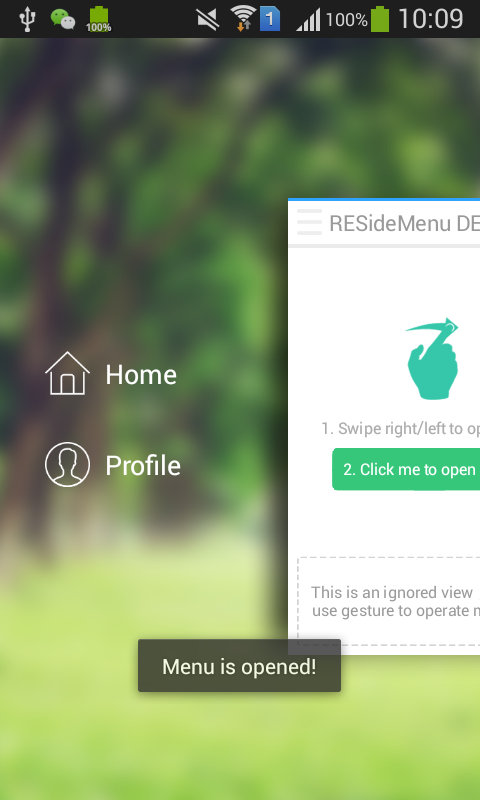 100%
1
100%
10:09
RESideMenu DE
1. Swipe right/left to op
2. Click me to open
Home
Profile
This is an ignored view
use gesture to operate
Menu is opened!